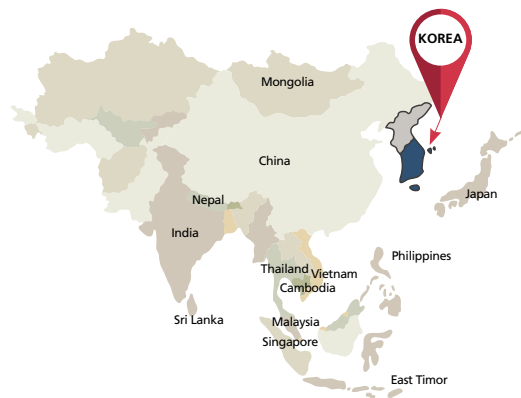 KOREA
Mongolia
China
Japan
Nepal
India
Philippines
Thailand
Vietnam
Cambodia
Sri Lanka
Malaysia
Singapore
East Timor